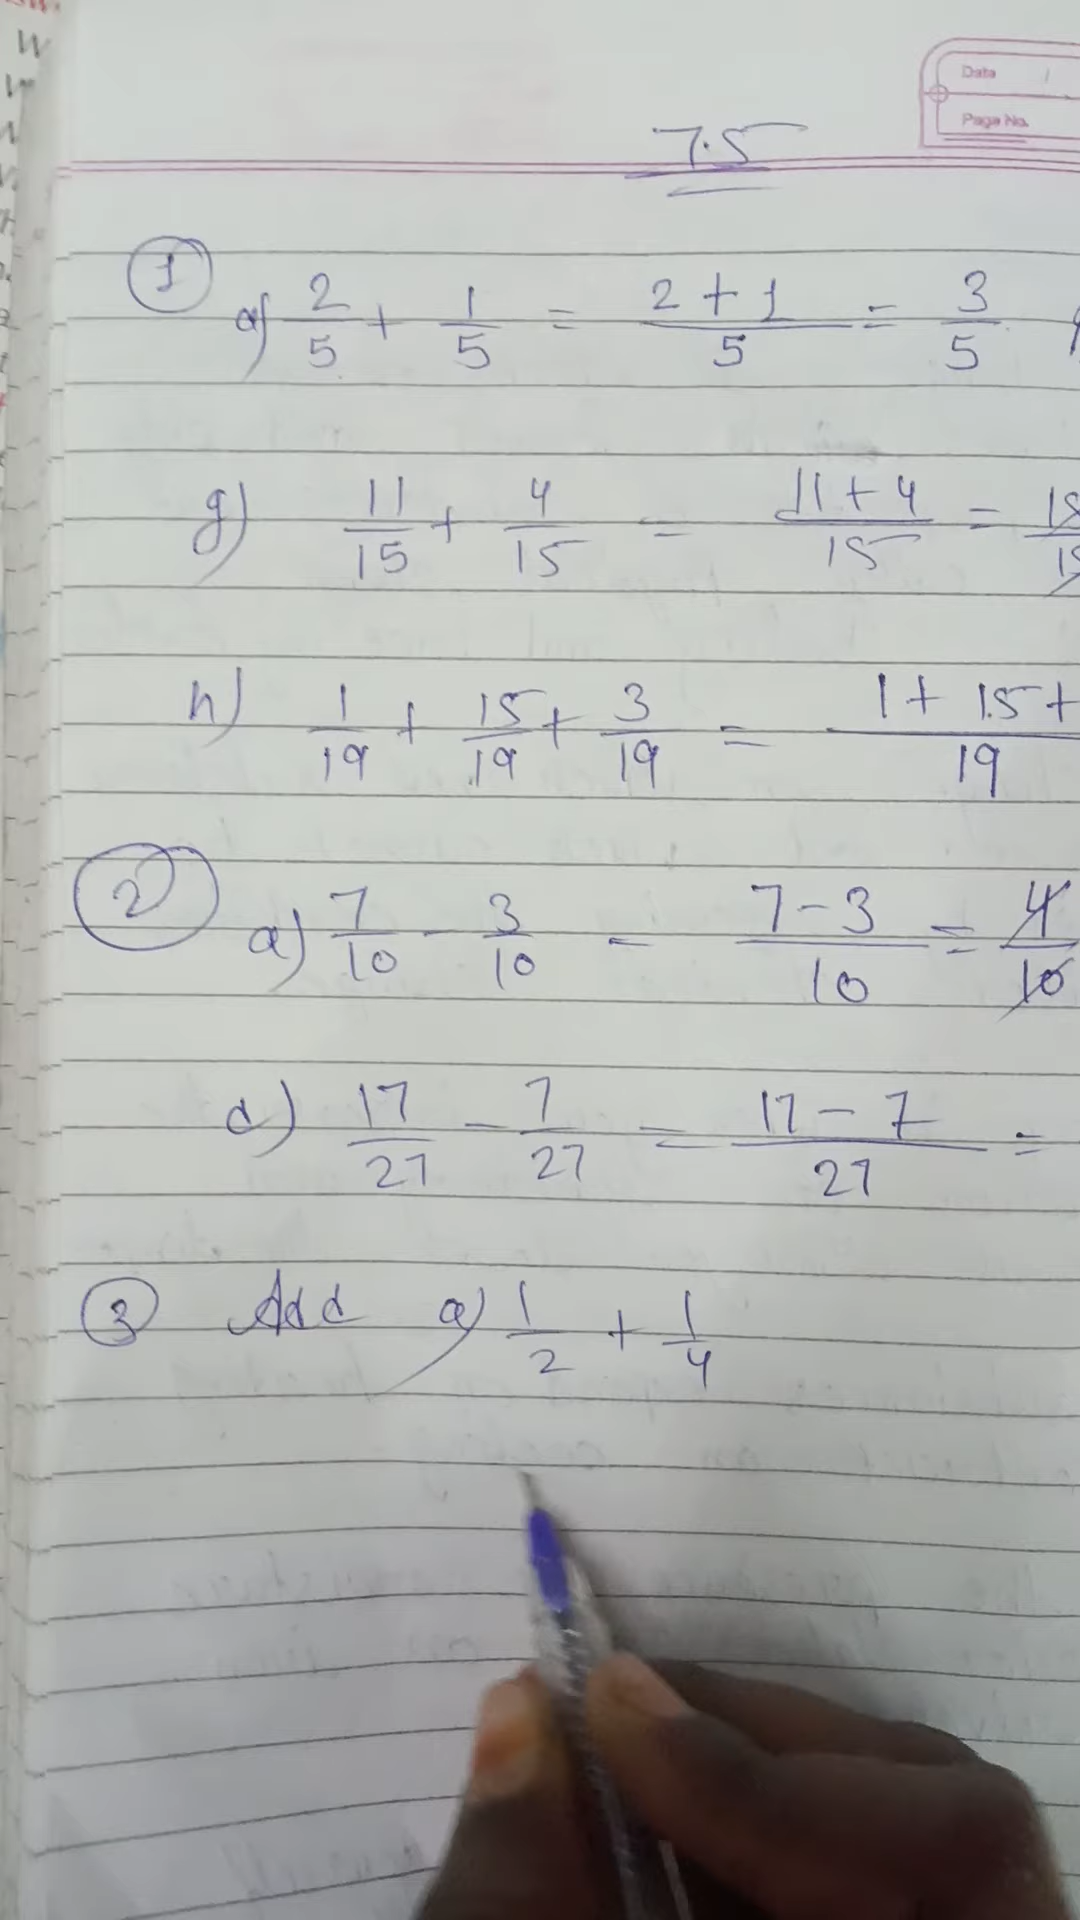 Date
Page No.
7.5
1
a) 2/5 + 1/5 = 2+1/5 = 3/5
g) 11/15 + 4/15 = 11+4/15 = 15/15
h) 1/19 + 15/19 + 3/19 = 1+15+/19
2
a) 7/10 - 3/10 = 7-3/10 = 4/10
d) 17/27 - 7/27 = 17-7/27 =
3 Add a) 1/2 + 1/4